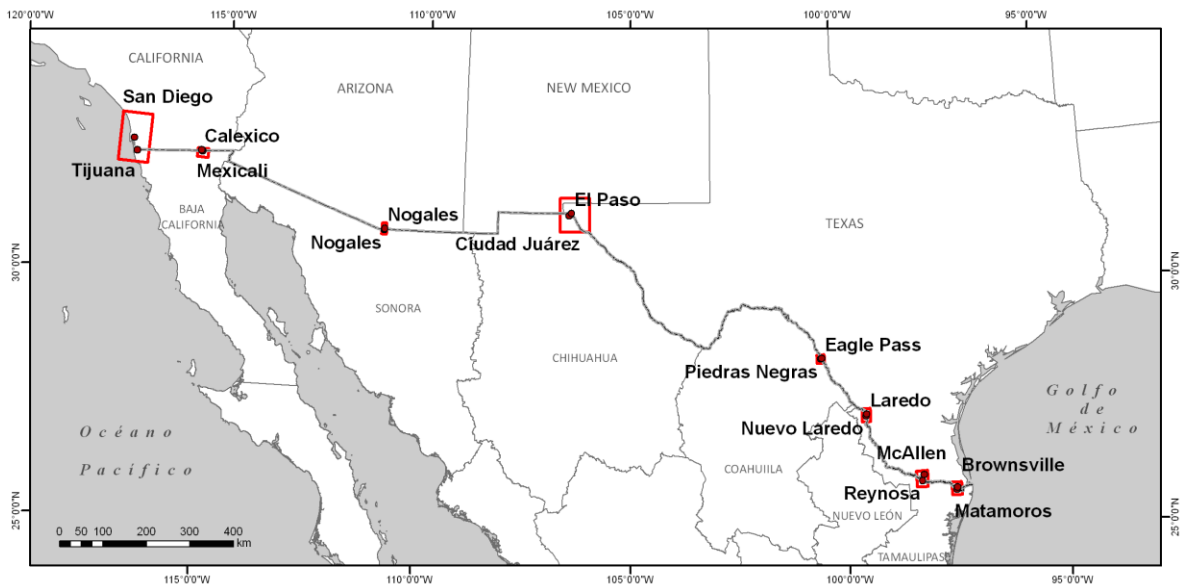 120°0'0"W
115°0'0"W
110°0'0"W
105°0'0"W
100°0'0"W
95°0'0"W
CALIFORNIA
ARIZONA
NEW MEXICO
San Diego
Calexico
Tijuana
Mexicali
El Paso
BAJA
CALIFORNIA
Nogales
Nogales
Ciudad Juárez
TEXAS
30°0'0"N
30°0'0"N
SONORA
CHIHUAHUA
Eagle Pass
Piedras Negras
Laredo
Nuevo Laredo
Golfo
de
México
Océano
Pacífico
McAllen
Brownsville
COAHUILA
Reynosa
Matamoros
NUEVO LEÓN
TAMAULIPAS
25°0'0"N
25°0'0"N
0 50 100 200 300 400
km
115°0'0"W
110°0'0"W
105°0'0"W
100°0'0"W
95°0'0"W